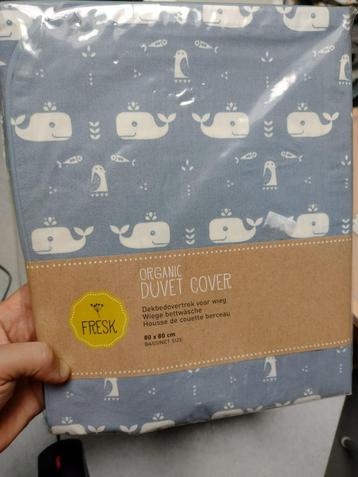 ORGANIC
DUVET COVER
Dekbedovertrek voor wieg
Wiege bettwäsche
Housse de couette berceau
80 x 80 cm
BASSINET SIZE
FRESK